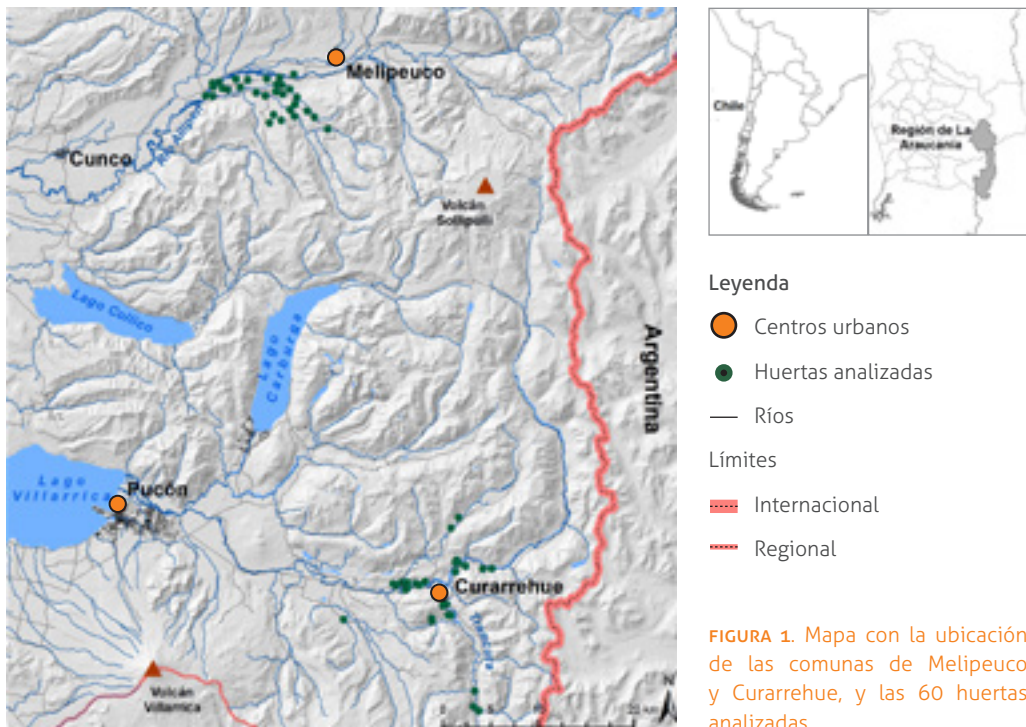 Melipeuco
Cunco
Volcán
Sollipulli
Lago Colico
Lago
Carburga
Argentina
Lago
Villarrica
Pucón
Curarrehue
Volcán
Villarrica
N
Chile
Región de La
Araucanía
Leyenda
Centros urbanos
Huertas analizadas
Ríos
Límites
Internacional
Regional
FIGURA 1. Mapa con la ubicación
de las comunas de Melipeuco
y Curarrehue, y las 60 huertas
analizadas